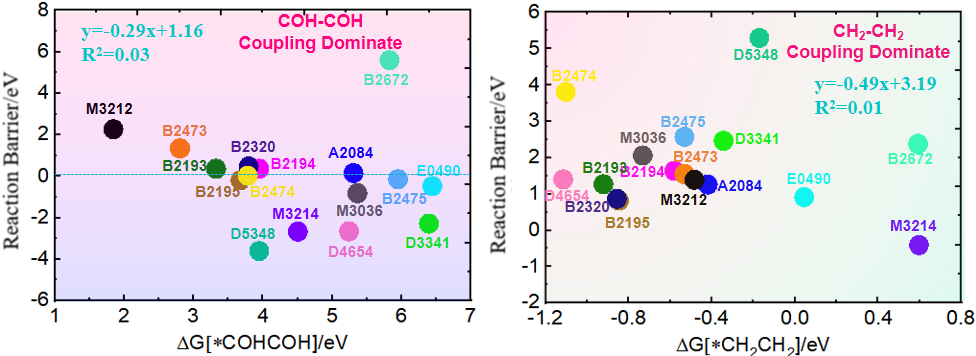 COH-COH
Coupling Dominate
y=-0.29x+1.16
R²=0.03
B2672
M3212
B2473
B2193
B2320
B2194
B2195
B2474
A2084
E0490
B2475
M3036
M3214
D5348
D4654
D3341
Reaction Barrier/eV
8
6
4
2
0
-2
-4
-6
1
2
3
4
5
6
7
ΔG[*COHCOH]/eV
CH₂-CH₂
Coupling Dominate
y=-0.49x+3.19
R²=0.01
D5348
B2474
B2475
M3036
D3341
B2672
B2193
B2194
B2473
D4654
B2320
B2195
M3212
A2084
E0490
M3214
Reaction Barrier/eV
6
5
4
3
2
1
0
-1
-2
-1.2
-0.8
-0.4
0.0
0.4
0.8
ΔG[*CH₂CH₂]/eV